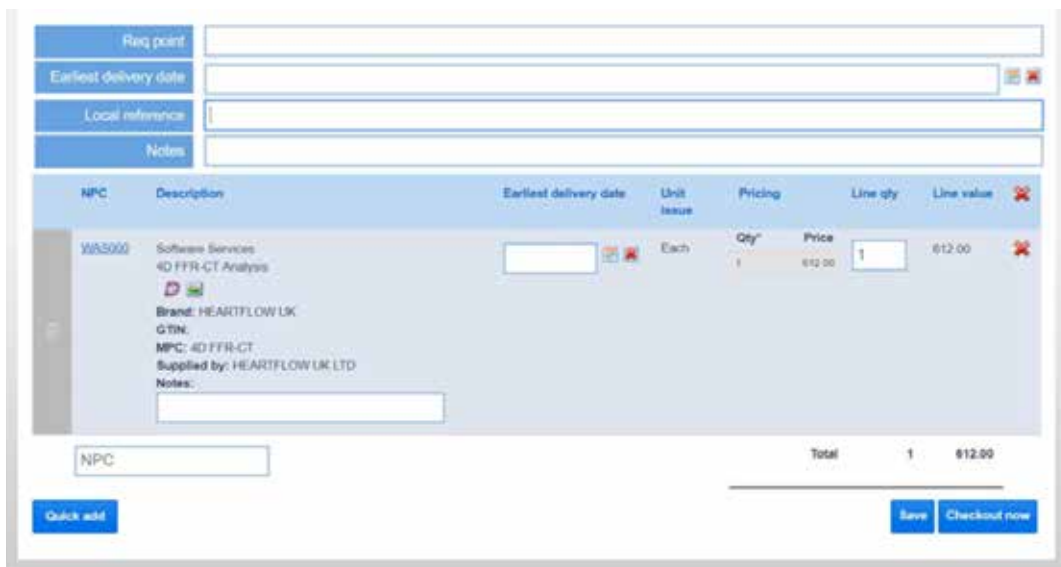 Req point
Earliest delivery date
Local reference
Notes
NPC Description Earliest delivery date Unit issue Pricing Line qty Line value
WAS000 Software Services Each Qty* Price 1 612.00
4D FFR-CT Analysis 1 612.00
Brand: HEARTFLOW UK
GTIN:
MPC: 4D FFR-CT
Supplied by: HEARTFLOW UK LTD
Notes:
NPC Total 1 612.00
Quick add Save Checkout now